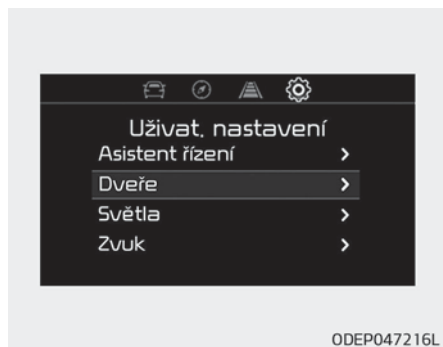 Uživat. nastavení
Asistent řízení
Dveře
Světla
Zvuk
ODEP047216L